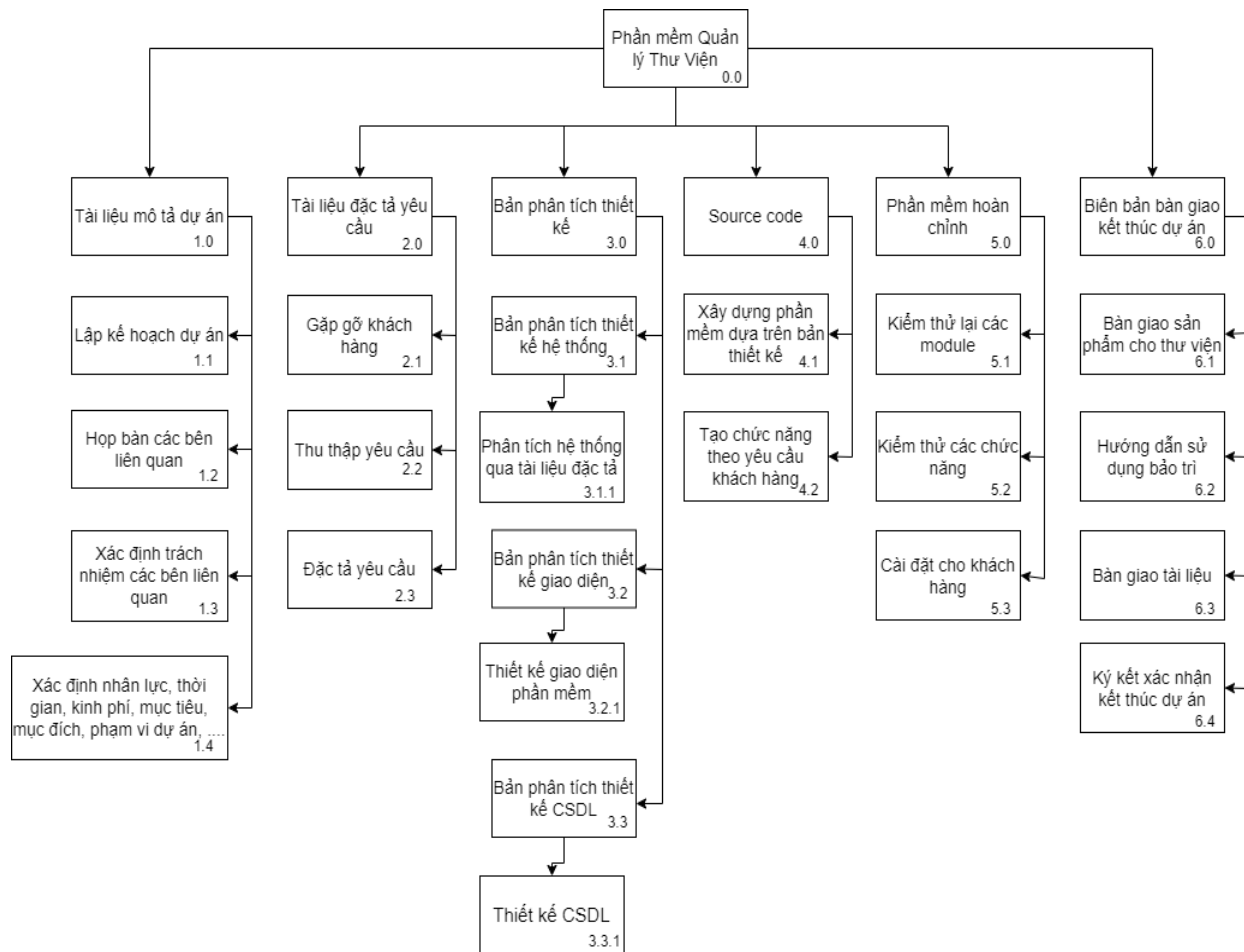 Phần mềm Quản
lý Thư Viện
0.0
Tài liệu mô tả dự án
1.0
Lập kế hoạch dự án
1.1
Họp bàn các bên
liên quan
1.2
Xác định trách
nhiệm các bên liên
quan
1.3
Xác định nhân lực, thời
gian, kinh phí, mục tiêu,
mục đích, phạm vi dự án, ....
1.4
Tài liệu đặc tả yêu
cầu
2.0
Gặp gỡ khách
hàng
2.1
Thu thập yêu cầu
2.2
Đặc tả yêu cầu
2.3
Bản phân tích thiết
kế
3.0
Bản phân tích thiết
kế hệ thống
3.1
Phân tích hệ thống
qua tài liệu đặc tả
3.1.1
Bản phân tích thiết
kế giao diện
3.2
Thiết kế giao diện
phần mềm
3.2.1
Bản phân tích thiết
kế CSDL
3.3
Thiết kế CSDL
3.3.1
Source code
4.0
Xây dựng phần
mềm dựa trên bản
thiết kế
4.1
Tạo chức năng
theo yêu cầu
khách hàng
4.2
Phần mềm hoàn
chỉnh
5.0
Kiểm thử lại các
module
5.1
Kiểm thử các chức
năng
5.2
Cài đặt cho khách
hàng
5.3
Biên bản bàn giao
kết thúc dự án
6.0
Bàn giao sản
phẩm cho thư viện
6.1
Hướng dẫn sử
dụng bảo trì
6.2
Bàn giao tài liệu
6.3
Ký kết xác nhận
kết thúc dự án
6.4